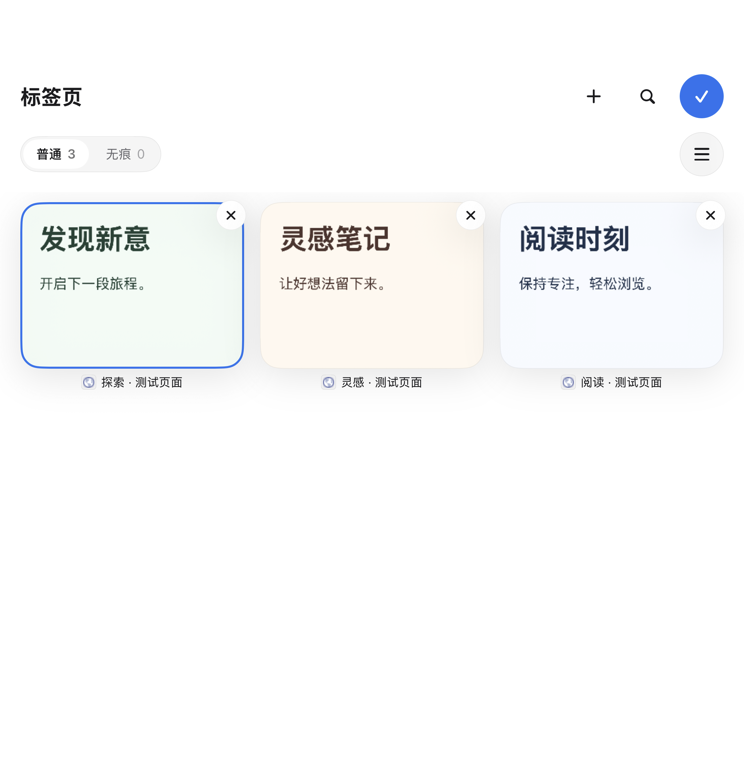 标签页
普通 3 无痕 0
发现新意
开启下一段旅程。
探索 · 测试页面
灵感笔记
让好想法留下来。
灵感 · 测试页面
阅读时刻
保持专注，轻松浏览。
阅读 · 测试页面